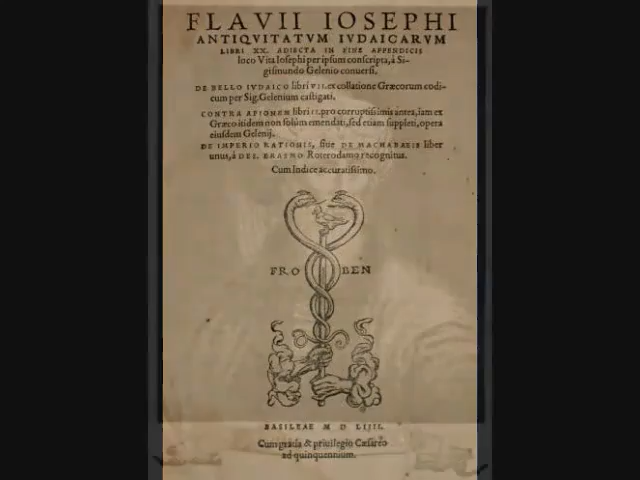 FLAVII IOSEPHI
ANTIQVITATVM IVDAICARVM
LIBRI XX. ADIECTA IN FINE APPENDICIS
loco Vita Iosephi per ipsum conscripta, à Si-
gismundo Gelenio conuersi.
DE BELLO IVDAICO libri VII. ex collatione Græcorum codi-
cum per Sig. Gelenium castigati.
CONTRA APIONEM libri II. pro corruptissimis antea, iam ex
Græco itidem non solùm emendati, sed etiam suppleti, opera
eiusdem Gelenij.
DE IMPERIO RATIONIS, siue DE MACHABAEIS liber
unus, à DES. ERASMO Roterodamo recognitus.
Cum Indice accuratissimo.
FRO BEN
BASILEAE M D LIIII.
Cum gratia & priuilegio Cæsareo
ad quinquennium.